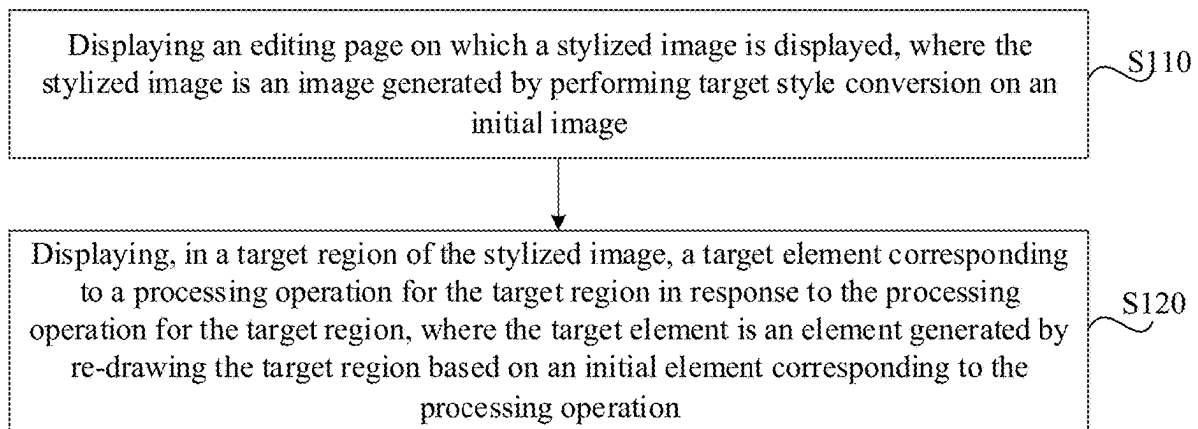 Displaying an editing page on which a stylized image is displayed, where the
stylized image is an image generated by performing target style conversion on an
initial image
S110
Displaying, in a target region of the stylized image, a target element corresponding
to a processing operation for the target region in response to the processing
operation for the target region, where the target element is an element generated by
re-drawing the target region based on an initial element corresponding to the
processing operation
S120